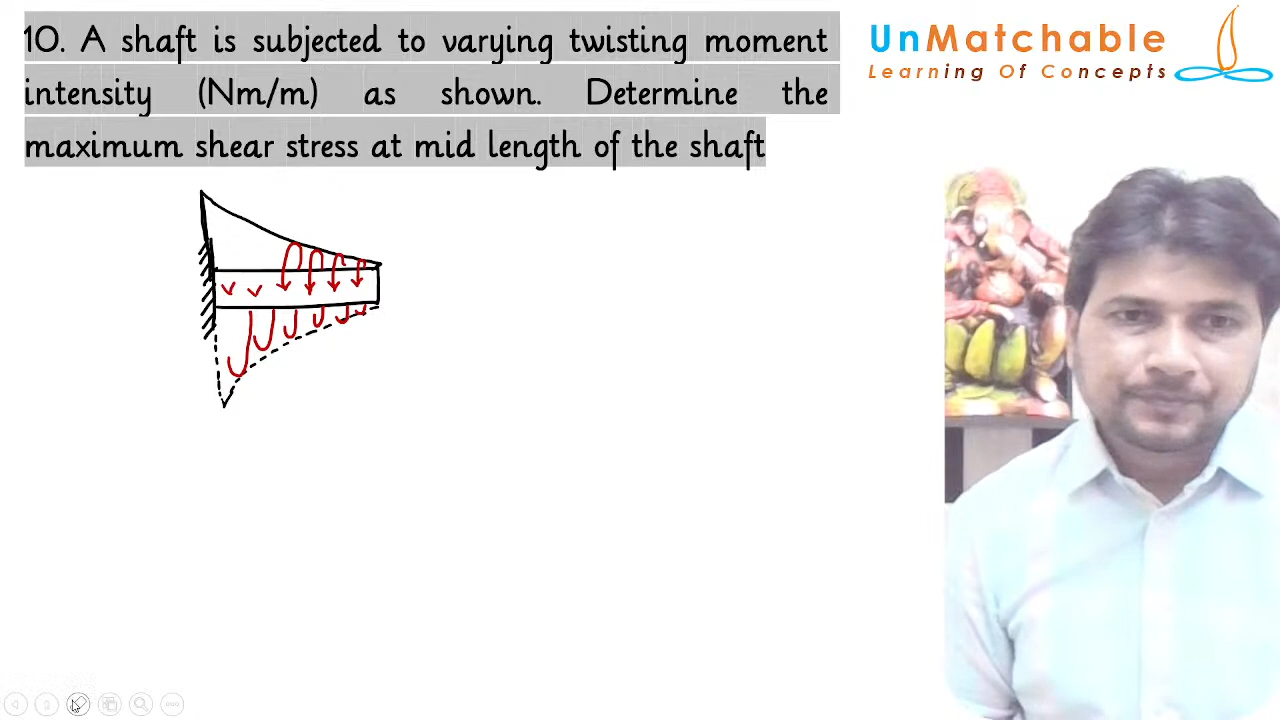 10. A shaft is subjected to varying twisting moment
intensity (Nm/m) as shown. Determine the
maximum shear stress at mid length of the shaft
UnMatchable
Learning Of Concepts